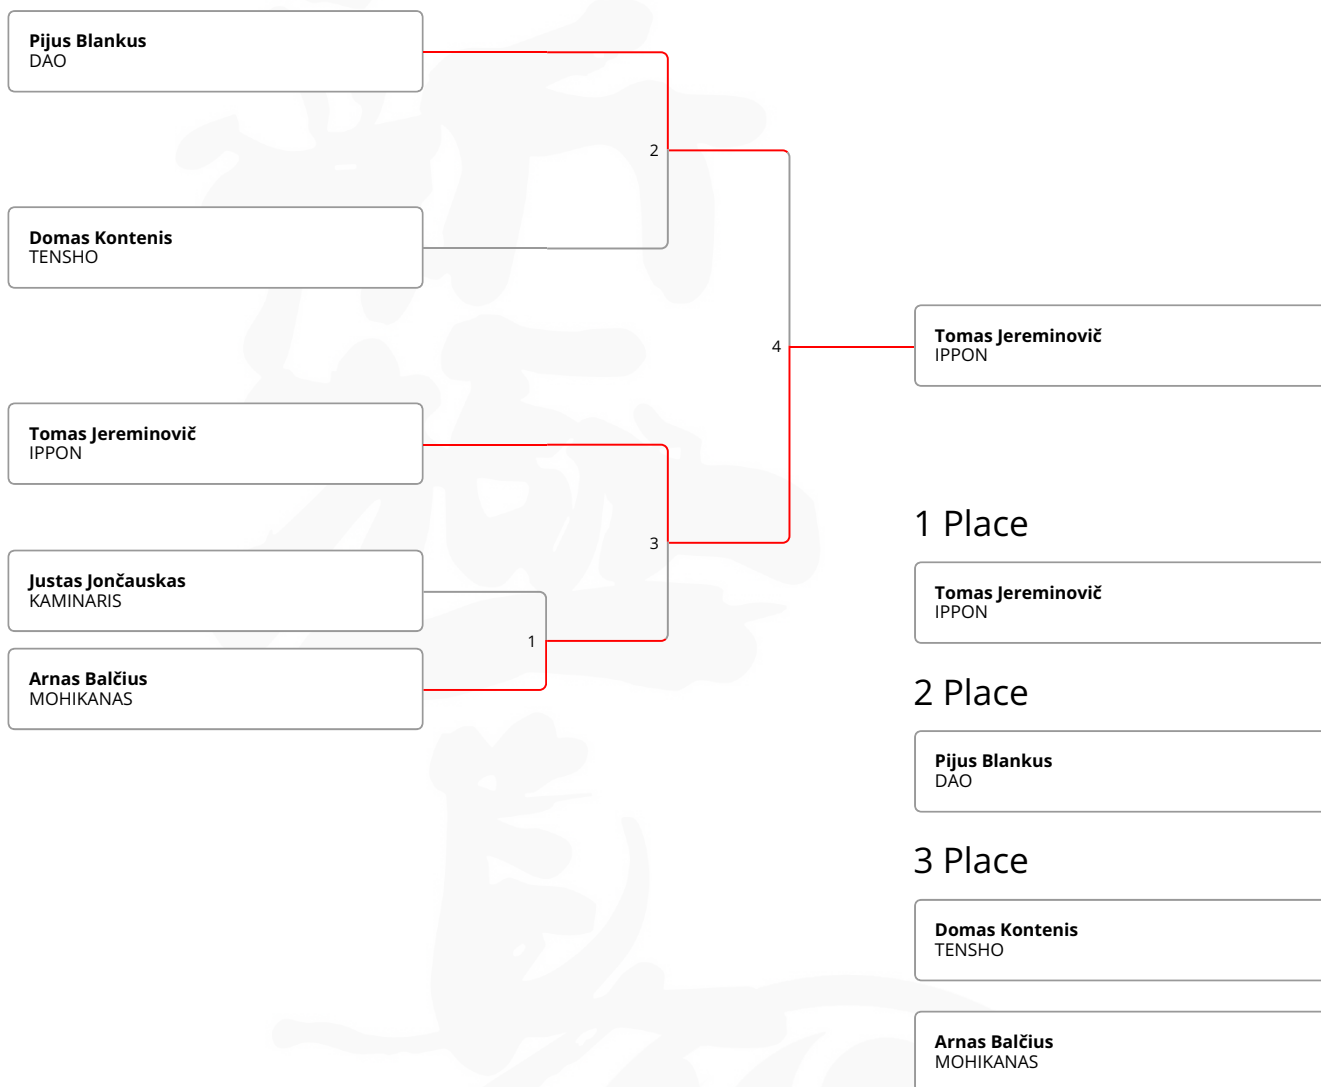 Pijus Blankus
DAO
2
Domas Kontenis
TENSHO
4
Tomas Jereminovič
IPPON
Tomas Jereminovič
IPPON
3
Justas Jončauskas
KAMINARIS
1
Arnas Balčius
MOHIKANAS
1 Place
Tomas Jereminovič
IPPON
2 Place
Pijus Blankus
DAO
3 Place
Domas Kontenis
TENSHO
Arnas Balčius
MOHIKANAS